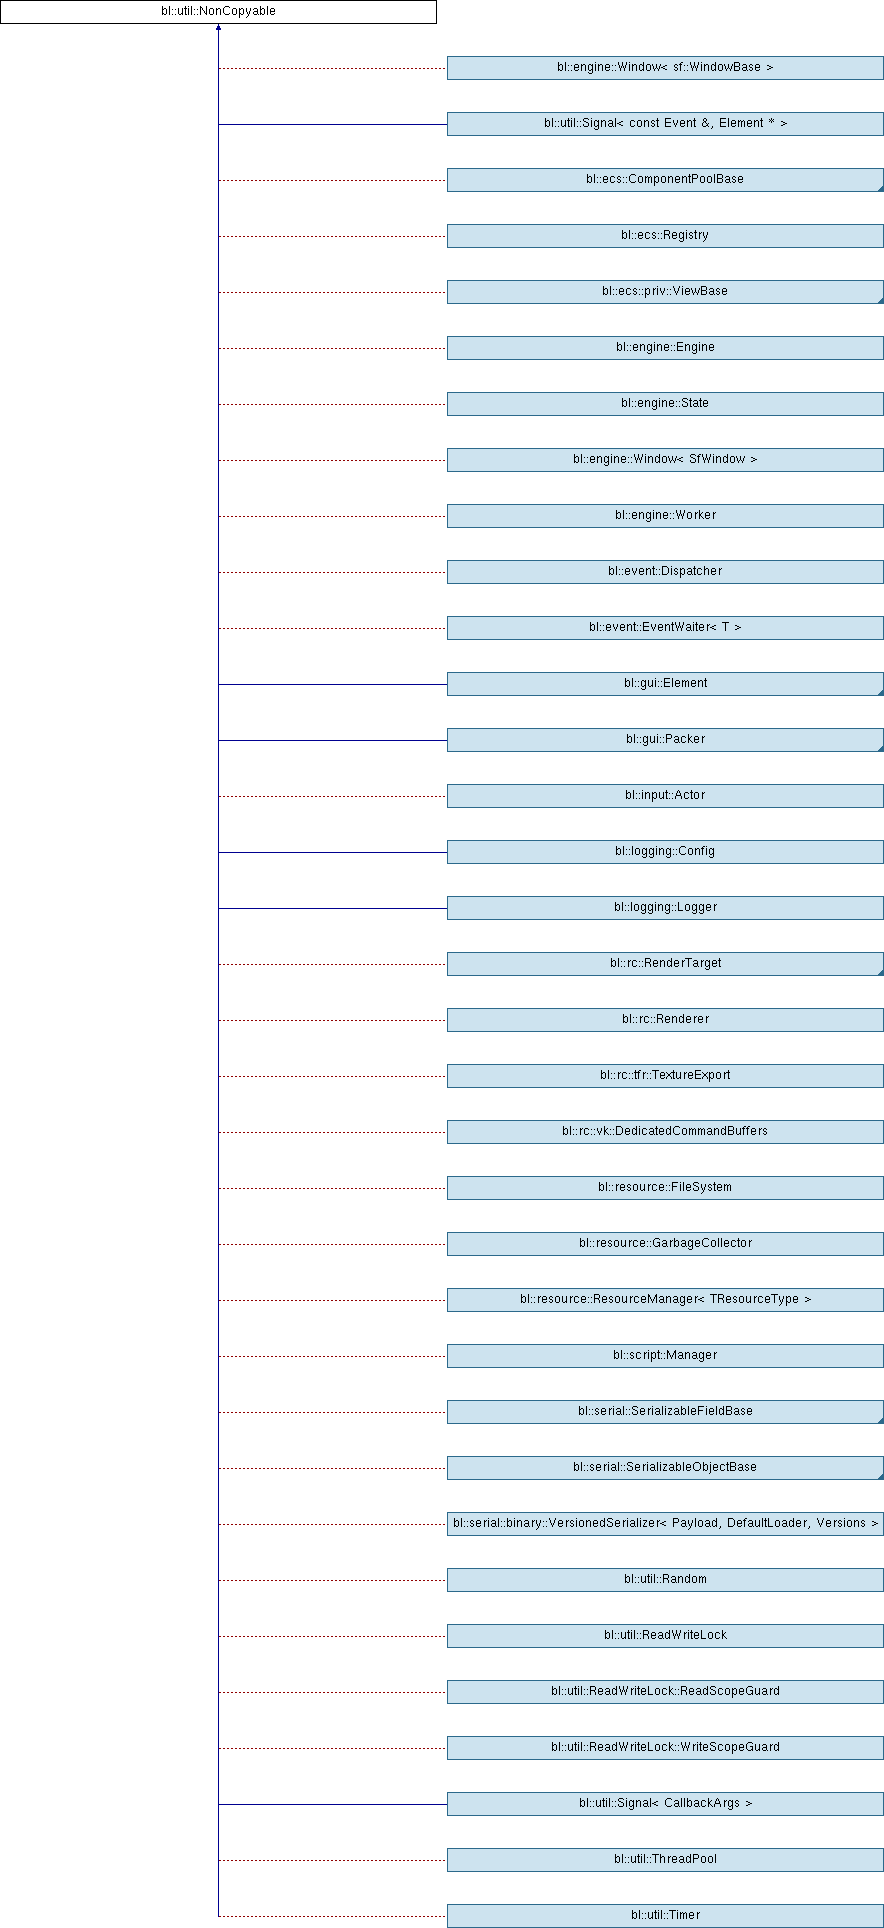 bl::util::NonCopyable
bl::engine::Window< sf::WindowBase >
bl::util::Signal< const Event &, Element * >
bl::ecs::ComponentPoolBase
bl::ecs::Registry
bl::ecs::priv::ViewBase
bl::engine::Engine
bl::engine::State
bl::engine::Window< SfWindow >
bl::engine::Worker
bl::event::Dispatcher
bl::event::EventWaiter< T >
bl::gui::Element
bl::gui::Packer
bl::input::Actor
bl::logging::Config
bl::logging::Logger
bl::rc::RenderTarget
bl::rc::Renderer
bl::rc::tfr::TextureExport
bl::rc::vk::DedicatedCommandBuffers
bl::resource::FileSystem
bl::resource::GarbageCollector
bl::resource::ResourceManager< TResourceType >
bl::script::Manager
bl::serial::SerializableFieldBase
bl::serial::SerializableObjectBase
bl::serial::binary::VersionedSerializer< Payload, DefaultLoader, Versions >
bl::util::Random
bl::util::ReadWriteLock
bl::util::ReadWriteLock::ReadScopeGuard
bl::util::ReadWriteLock::WriteScopeGuard
bl::util::Signal< CallbackArgs >
bl::util::ThreadPool
bl::util::Timer